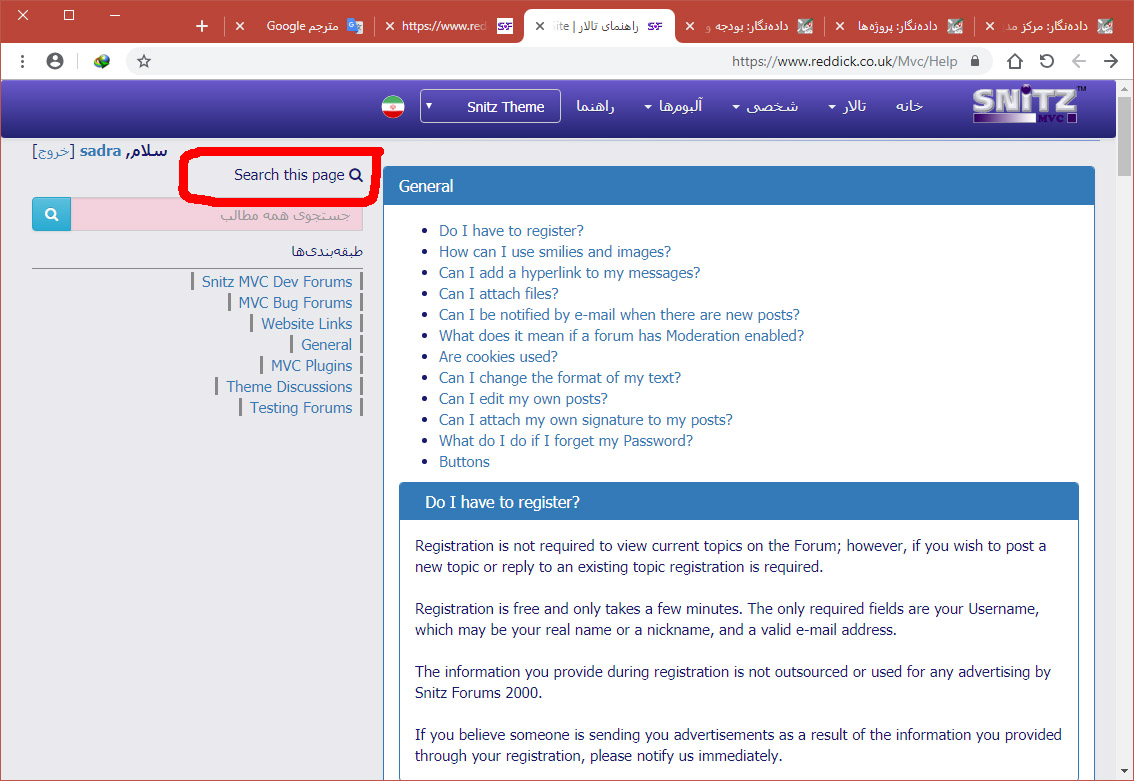 داده‌نگار: مرکز مد
داده‌نگار: پروژه‌ها
داده‌نگار: بودجه و
راهنمای تالار | Site
https://www.red
مترجم Google
https://www.reddick.co.uk/Mvc/Help
SNITZ™
MVC
خانه
تالار
شخصی
آلبوم‌ها
راهنما
Snitz Theme
سلام, sadra [خروج]
Search this page
جستجوی همه مطالب
طبقه‌بندی‌ها
Snitz MVC Dev Forums
MVC Bug Forums
Website Links
General
MVC Plugins
Theme Discussions
Testing Forums
General
Do I have to register?
How can I use smilies and images?
Can I add a hyperlink to my messages?
Can I attach files?
Can I be notified by e-mail when there are new posts?
What does it mean if a forum has Moderation enabled?
Are cookies used?
Can I change the format of my text?
Can I edit my own posts?
Can I attach my own signature to my posts?
What do I do if I forget my Password?
Buttons
Do I have to register?
Registration is not required to view current topics on the Forum; however, if you wish to post a
new topic or reply to an existing topic registration is required.
Registration is free and only takes a few minutes. The only required fields are your Username,
which may be your real name or a nickname, and a valid e-mail address.
The information you provide during registration is not outsourced or used for any advertising by
Snitz Forums 2000.
If you believe someone is sending you advertisements as a result of the information you provided
through your registration, please notify us immediately.